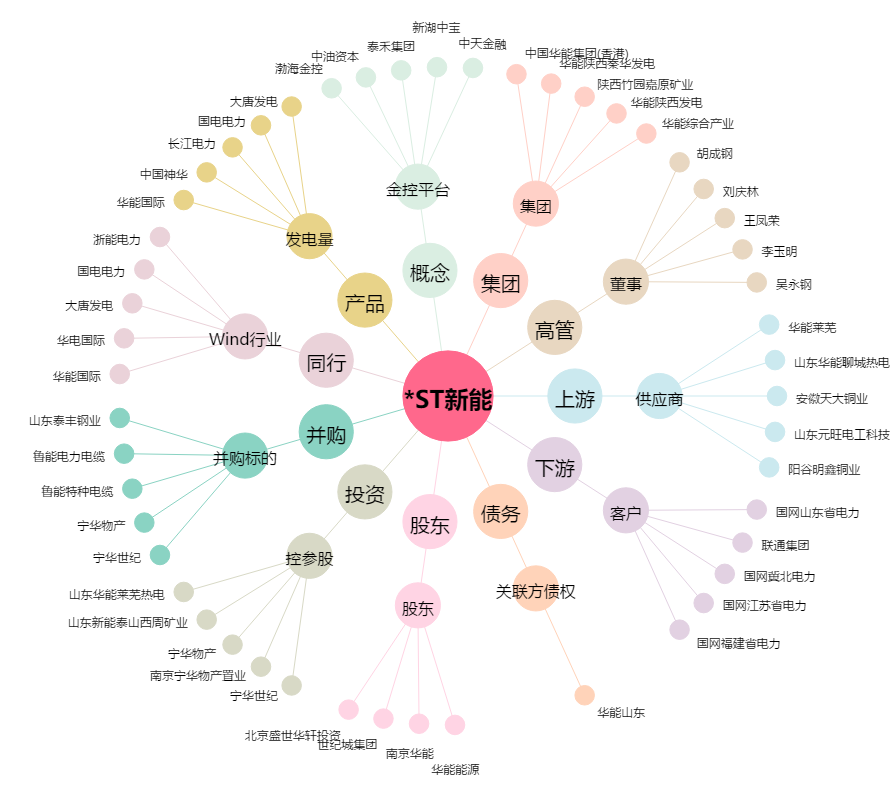 *ST新能
概念
金控平台
渤海金控
中油资本
泰禾集团
新湖中宝
中天金融
集团
集团
中国华能集团(香港)
华能陕西秦华发电
陕西竹园嘉原矿业
华能陕西发电
华能综合产业
高管
董事
胡成钢
刘庆林
王凤荣
李玉明
吴永钢
上游
供应商
华能莱芜
山东华能聊城热电
安徽天大铜业
山东元旺电工科技
阳谷明鑫铜业
下游
客户
国网山东省电力
联通集团
国网冀北电力
国网江苏省电力
国网福建省电力
债务
关联方债权
华能山东
股东
股东
华能能源
南京华能
世纪城集团
北京盛世华轩投资
投资
控参股
宁华世纪
南京宁华物产置业
宁华物产
山东新能泰山西周矿业
山东华能莱芜热电
并购
并购标的
宁华世纪
宁华物产
鲁能特种电缆
鲁能电力电缆
山东泰丰钢业
同行
Wind行业
华能国际
华电国际
大唐发电
国电电力
浙能电力
产品
发电量
华能国际
中国神华
长江电力
国电电力
大唐发电